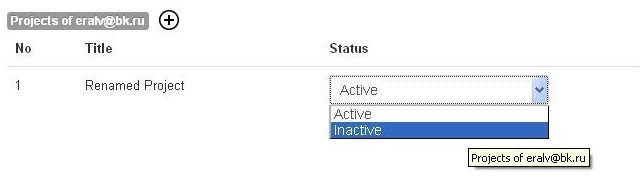 Projects of eralv@bk.ru
No Title Status
1 Renamed Project Active
Active
Inactive
Projects of eralv@bk.ru